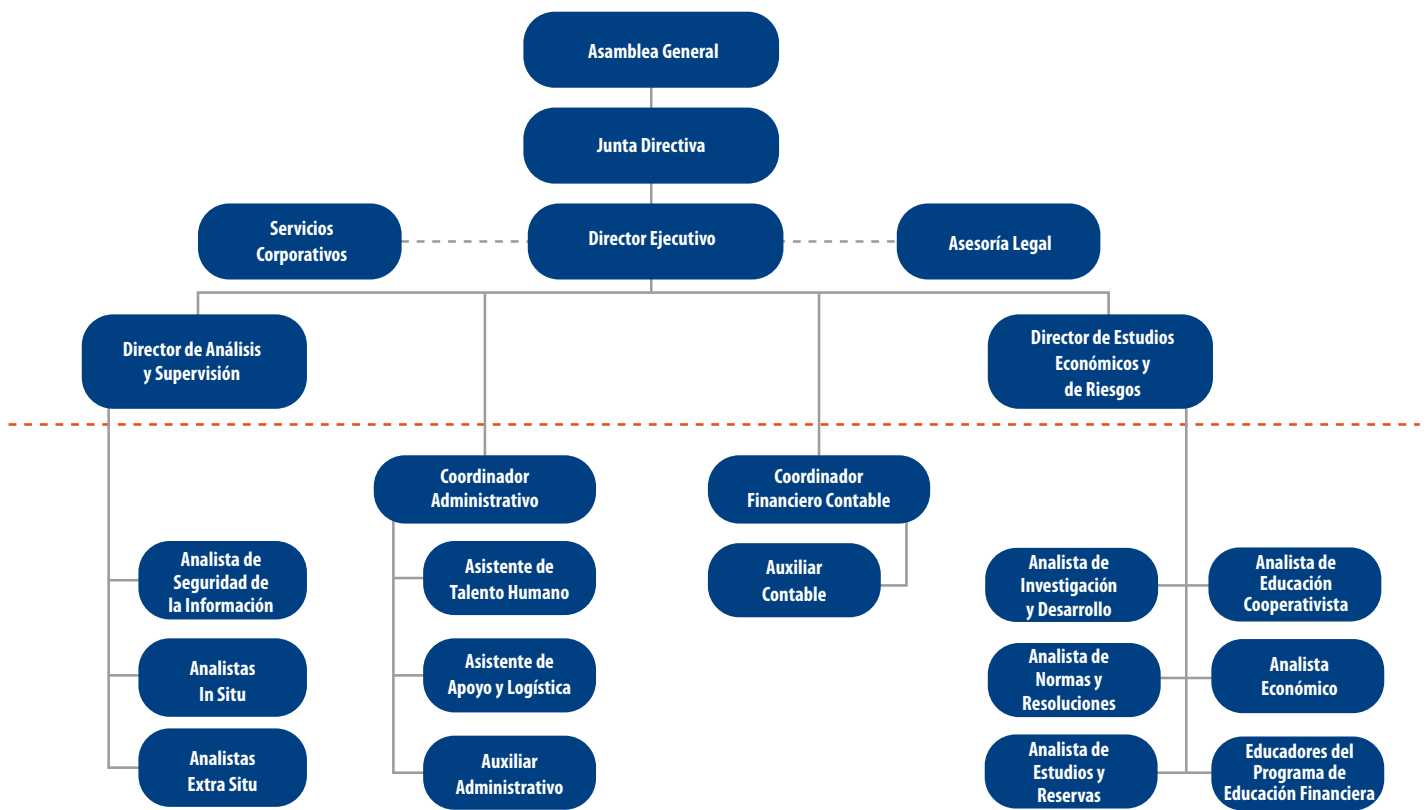 Asamblea General
Junta Directiva
Servicios
Corporativos
Director Ejecutivo
Asesoría Legal
Director de Análisis
y Supervisión
Director de Estudios
Económicos y
de Riesgos
Coordinador
Administrativo
Coordinador
Financiero Contable
Analista de
Seguridad de
la Información
Analistas
In Situ
Analistas
Extra Situ
Asistente de
Talento Humano
Asistente de
Apoyo y Logística
Auxiliar
Administrativo
Auxiliar
Contable
Analista de
Investigación
y Desarrollo
Analista de
Educación
Cooperativista
Analista de
Normas y
Resoluciones
Analista
Económico
Analista de
Estudios y
Reservas
Educadores del
Programa de
Educación Financiera